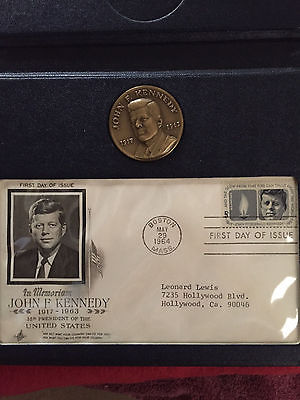 JOHN F. KENNEDY
1917 1963
FIRST DAY OF ISSUE
In Memoriam
JOHN F. KENNEDY
1917 - 1963
35th PRESIDENT OF THE
UNITED STATES
BOSTON
MAY
29
1964
MASS.
FIRST DAY OF ISSUE
Leonard Lewis
7235 Hollywood Blvd.
Hollywood, Ca. 90046